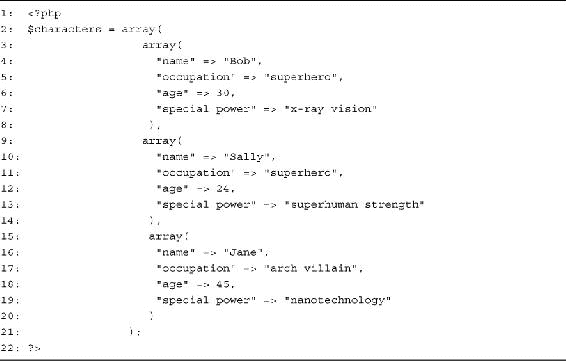 1: <?php
2: $characters = array(
3: array(
4: "name" => "Bob",
5: "occupation" => "superhero",
6: "age" => 30,
7: "special power" => "x-ray vision"
8: ),
9: array(
10: "name" => "Sally",
11: "occupation" => "superhero",
12: "age" => 24,
13: "special power" => "superhuman strength"
14: ),
15: array(
16: "name" => "Jane",
17: "occupation" => "arch villain",
18: "age" => 45,
19: "special power" => "nanotechnology"
20: )
21: );
22: ?>